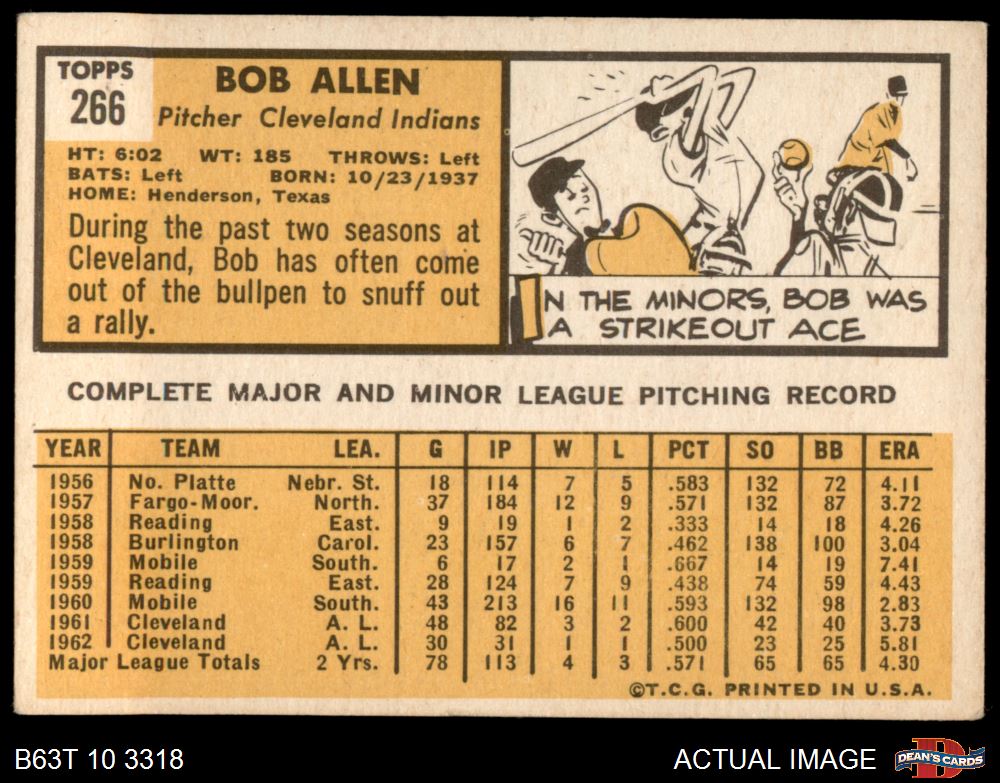 TOPPS
266
BOB ALLEN
Pitcher Cleveland Indians
HT: 6:02 WT: 185 THROWS: Left
BATS: Left BORN: 10/23/1937
HOME: Henderson, Texas
During the past two seasons at
Cleveland, Bob has often come
out of the bullpen to snuff out
a rally.
IN THE MINORS, BOB WAS
A STRIKEOUT ACE
COMPLETE MAJOR AND MINOR LEAGUE PITCHING RECORD
YEAR TEAM LEA. G IP W L PCT SO BB ERA
1956 No. Platte Nebr. St. 18 114 7 5 .583 132 72 4.11
1957 Fargo-Moor. North. 37 184 12 9 .571 132 87 3.72
1958 Reading East. 9 19 1 2 .333 14 18 4.26
1958 Burlington Carol. 23 157 6 7 .462 138 100 3.04
1959 Mobile South. 6 17 2 1 .667 14 19 7.41
1959 Reading East. 28 124 7 9 .438 74 59 4.43
1960 Mobile South. 43 213 16 11 .593 132 98 2.83
1961 Cleveland A. L. 48 82 3 2 .600 42 40 3.73
1962 Cleveland A. L. 30 31 1 1 .500 23 25 5.81
Major League Totals 2 Yrs. 78 113 4 3 .571 65 65 4.30
©T.C.G. PRINTED IN U.S.A.
B63T 10 3318
ACTUAL IMAGE
D
DEAN'S CARDS